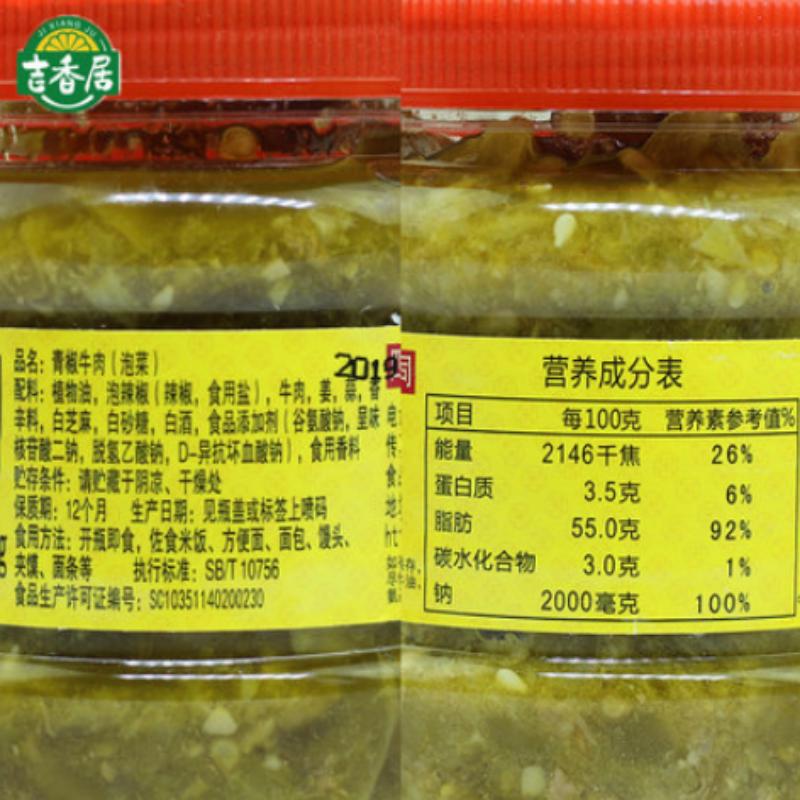 JI XIANG JU
吉香居
品名：青椒牛肉（泡菜）
2019
配料：植物油，泡辣椒（辣椒，食用盐），牛肉，姜，蒜，香
辛料，白芝麻，白砂糖，白酒，食品添加剂（谷氨酸钠，呈味
核苷酸二钠，脱氢乙酸钠，D-异抗坏血酸钠），食用香料
贮存条件：请贮藏于阴凉、干燥处
保质期：12个月 生产日期：见瓶盖或标签上喷码
食用方法：开瓶即食，佐食米饭、方便面、面包、馒头、
夹馍、面条等 执行标准：SB/T 10756
食品生产许可证编号：SC10351140200230
营养成分表
项目 每100克 营养素参考值%
能量 2146千焦 26%
蛋白质 3.5克 6%
脂肪 55.0克 92%
碳水化合物 3.0克 1%
钠 2000毫克 100%